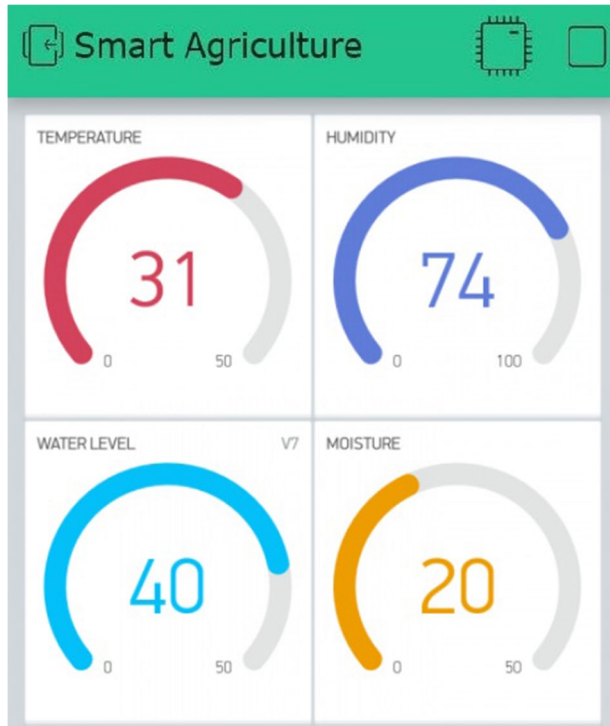 Smart Agriculture
TEMPERATURE
31
0 50
HUMIDITY
74
0 100
WATER LEVEL V7
40
0 50
MOISTURE
20
0 50